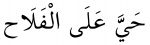 حَيَّ عَلَى الْفَلَاح